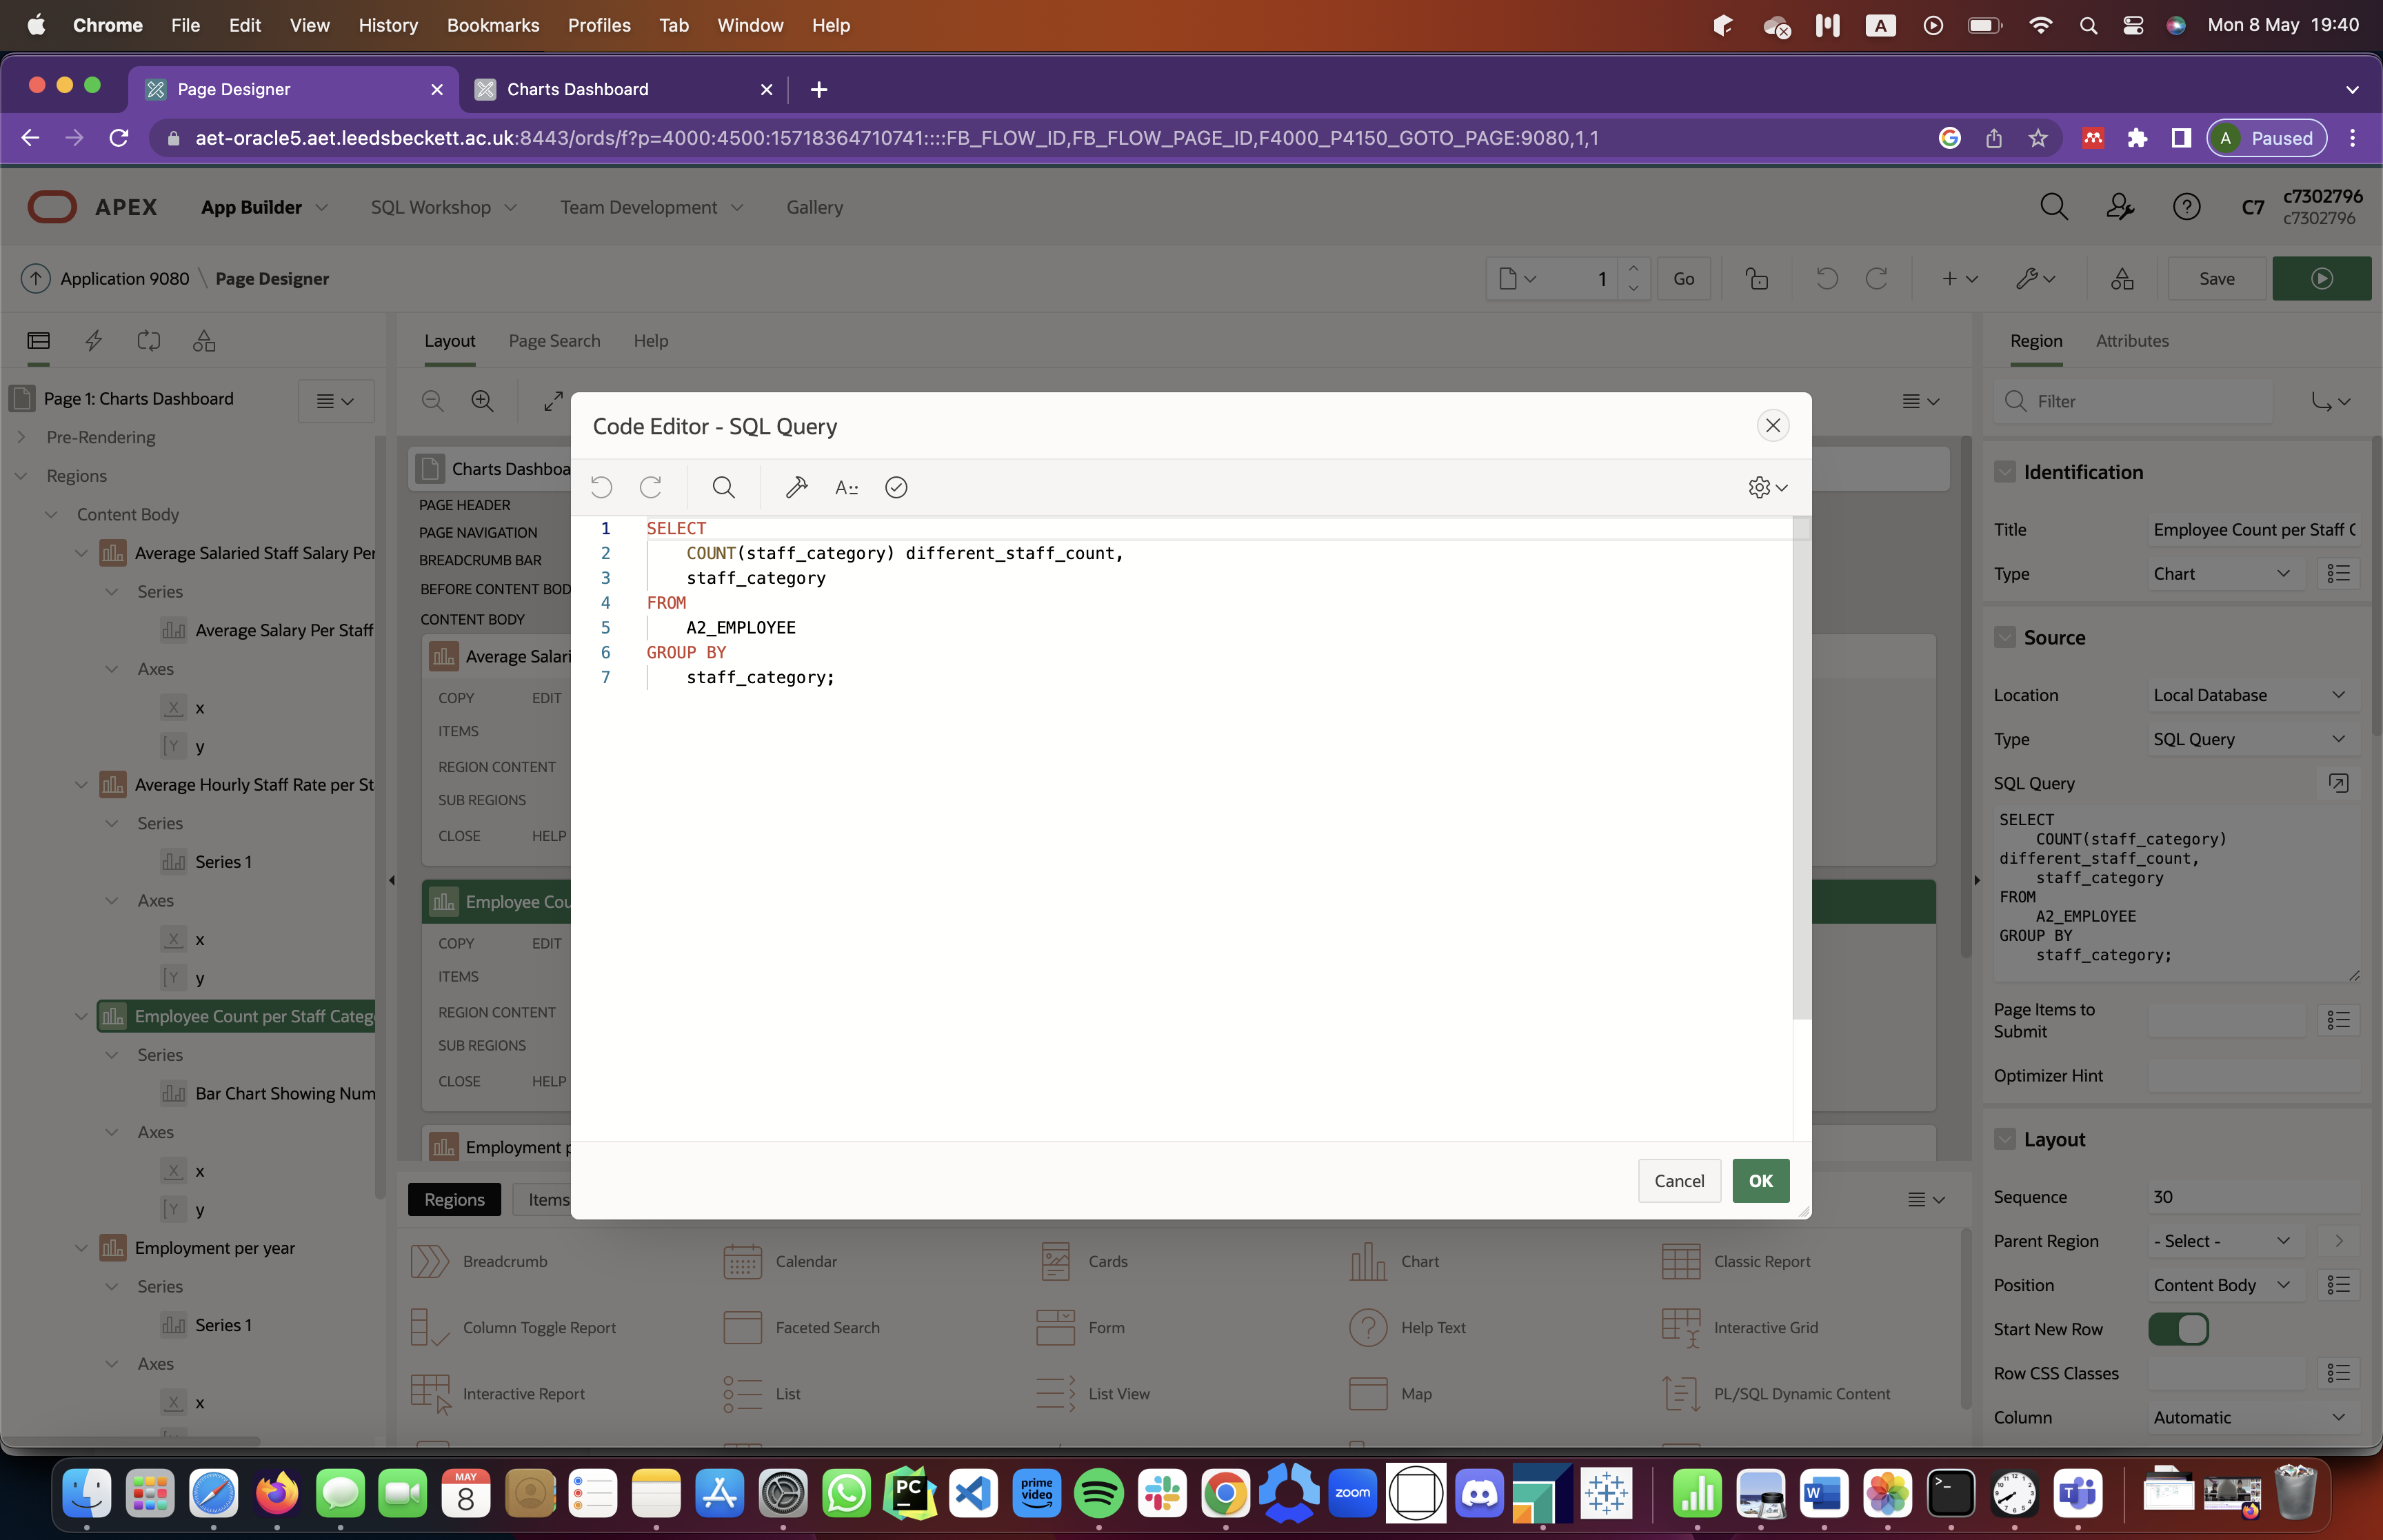 Chrome File Edit View History Bookmarks Profiles Tab Window Help A Mon 8 May 19:40
Page Designer Charts Dashboard
aet-oracle5.aet.leedsbeckett.ac.uk:8443/ords/f?p=4000:4500:15718364710741::::FB_FLOW_ID,FB_FLOW_PAGE_ID,F4000_P4150_GOTO_PAGE:9080,1,1 A Paused
APEX App Builder SQL Workshop Team Development Gallery C7 c7302796
c7302796
Application 9080 \ Page Designer 1 Go Save
Layout Page Search Help Region Attributes
Page 1: Charts Dashboard
Pre-Rendering
Regions
Content Body
Average Salaried Staff Salary Per
Series
Average Salary Per Staff
Axes
X x
Y y
Average Hourly Staff Rate per St
Series
Series 1
Axes
X x
Y y
Employee Count per Staff Categ
Series
Bar Chart Showing Num
Axes
X x
Y y
Employment per year
Series
Series 1
Axes
X x
Charts Dashboa
PAGE HEADER
PAGE NAVIGATION
BREADCRUMB BAR
BEFORE CONTENT BOD
CONTENT BODY
Average Salari
COPY EDIT
ITEMS
REGION CONTENT
SUB REGIONS
CLOSE HELP
Employee Cou
COPY EDIT
ITEMS
REGION CONTENT
SUB REGIONS
CLOSE HELP
Employment p
Code Editor - SQL Query
A::
1 SELECT
2 COUNT(staff_category) different_staff_count,
3 staff_category
4 FROM
5 A2_EMPLOYEE
6 GROUP BY
7 staff_category;
Cancel OK
Regions Items
Breadcrumb Calendar Cards Chart Classic Report
Column Toggle Report Faceted Search Form Help Text Interactive Grid
Interactive Report List List View Map PL/SQL Dynamic Content
Filter
Identification
Title Employee Count per Staff C
Type Chart
Source
Location Local Database
Type SQL Query
SQL Query
SELECT
COUNT(staff_category)
different_staff_count,
staff_category
FROM
A2_EMPLOYEE
GROUP BY
staff_category;
Page Items to
Submit
Optimizer Hint
Layout
Sequence 30
Parent Region - Select -
Position Content Body
Start New Row
Row CSS Classes
Column Automatic
MAY
8
PC
prime
video
zoom
W
T